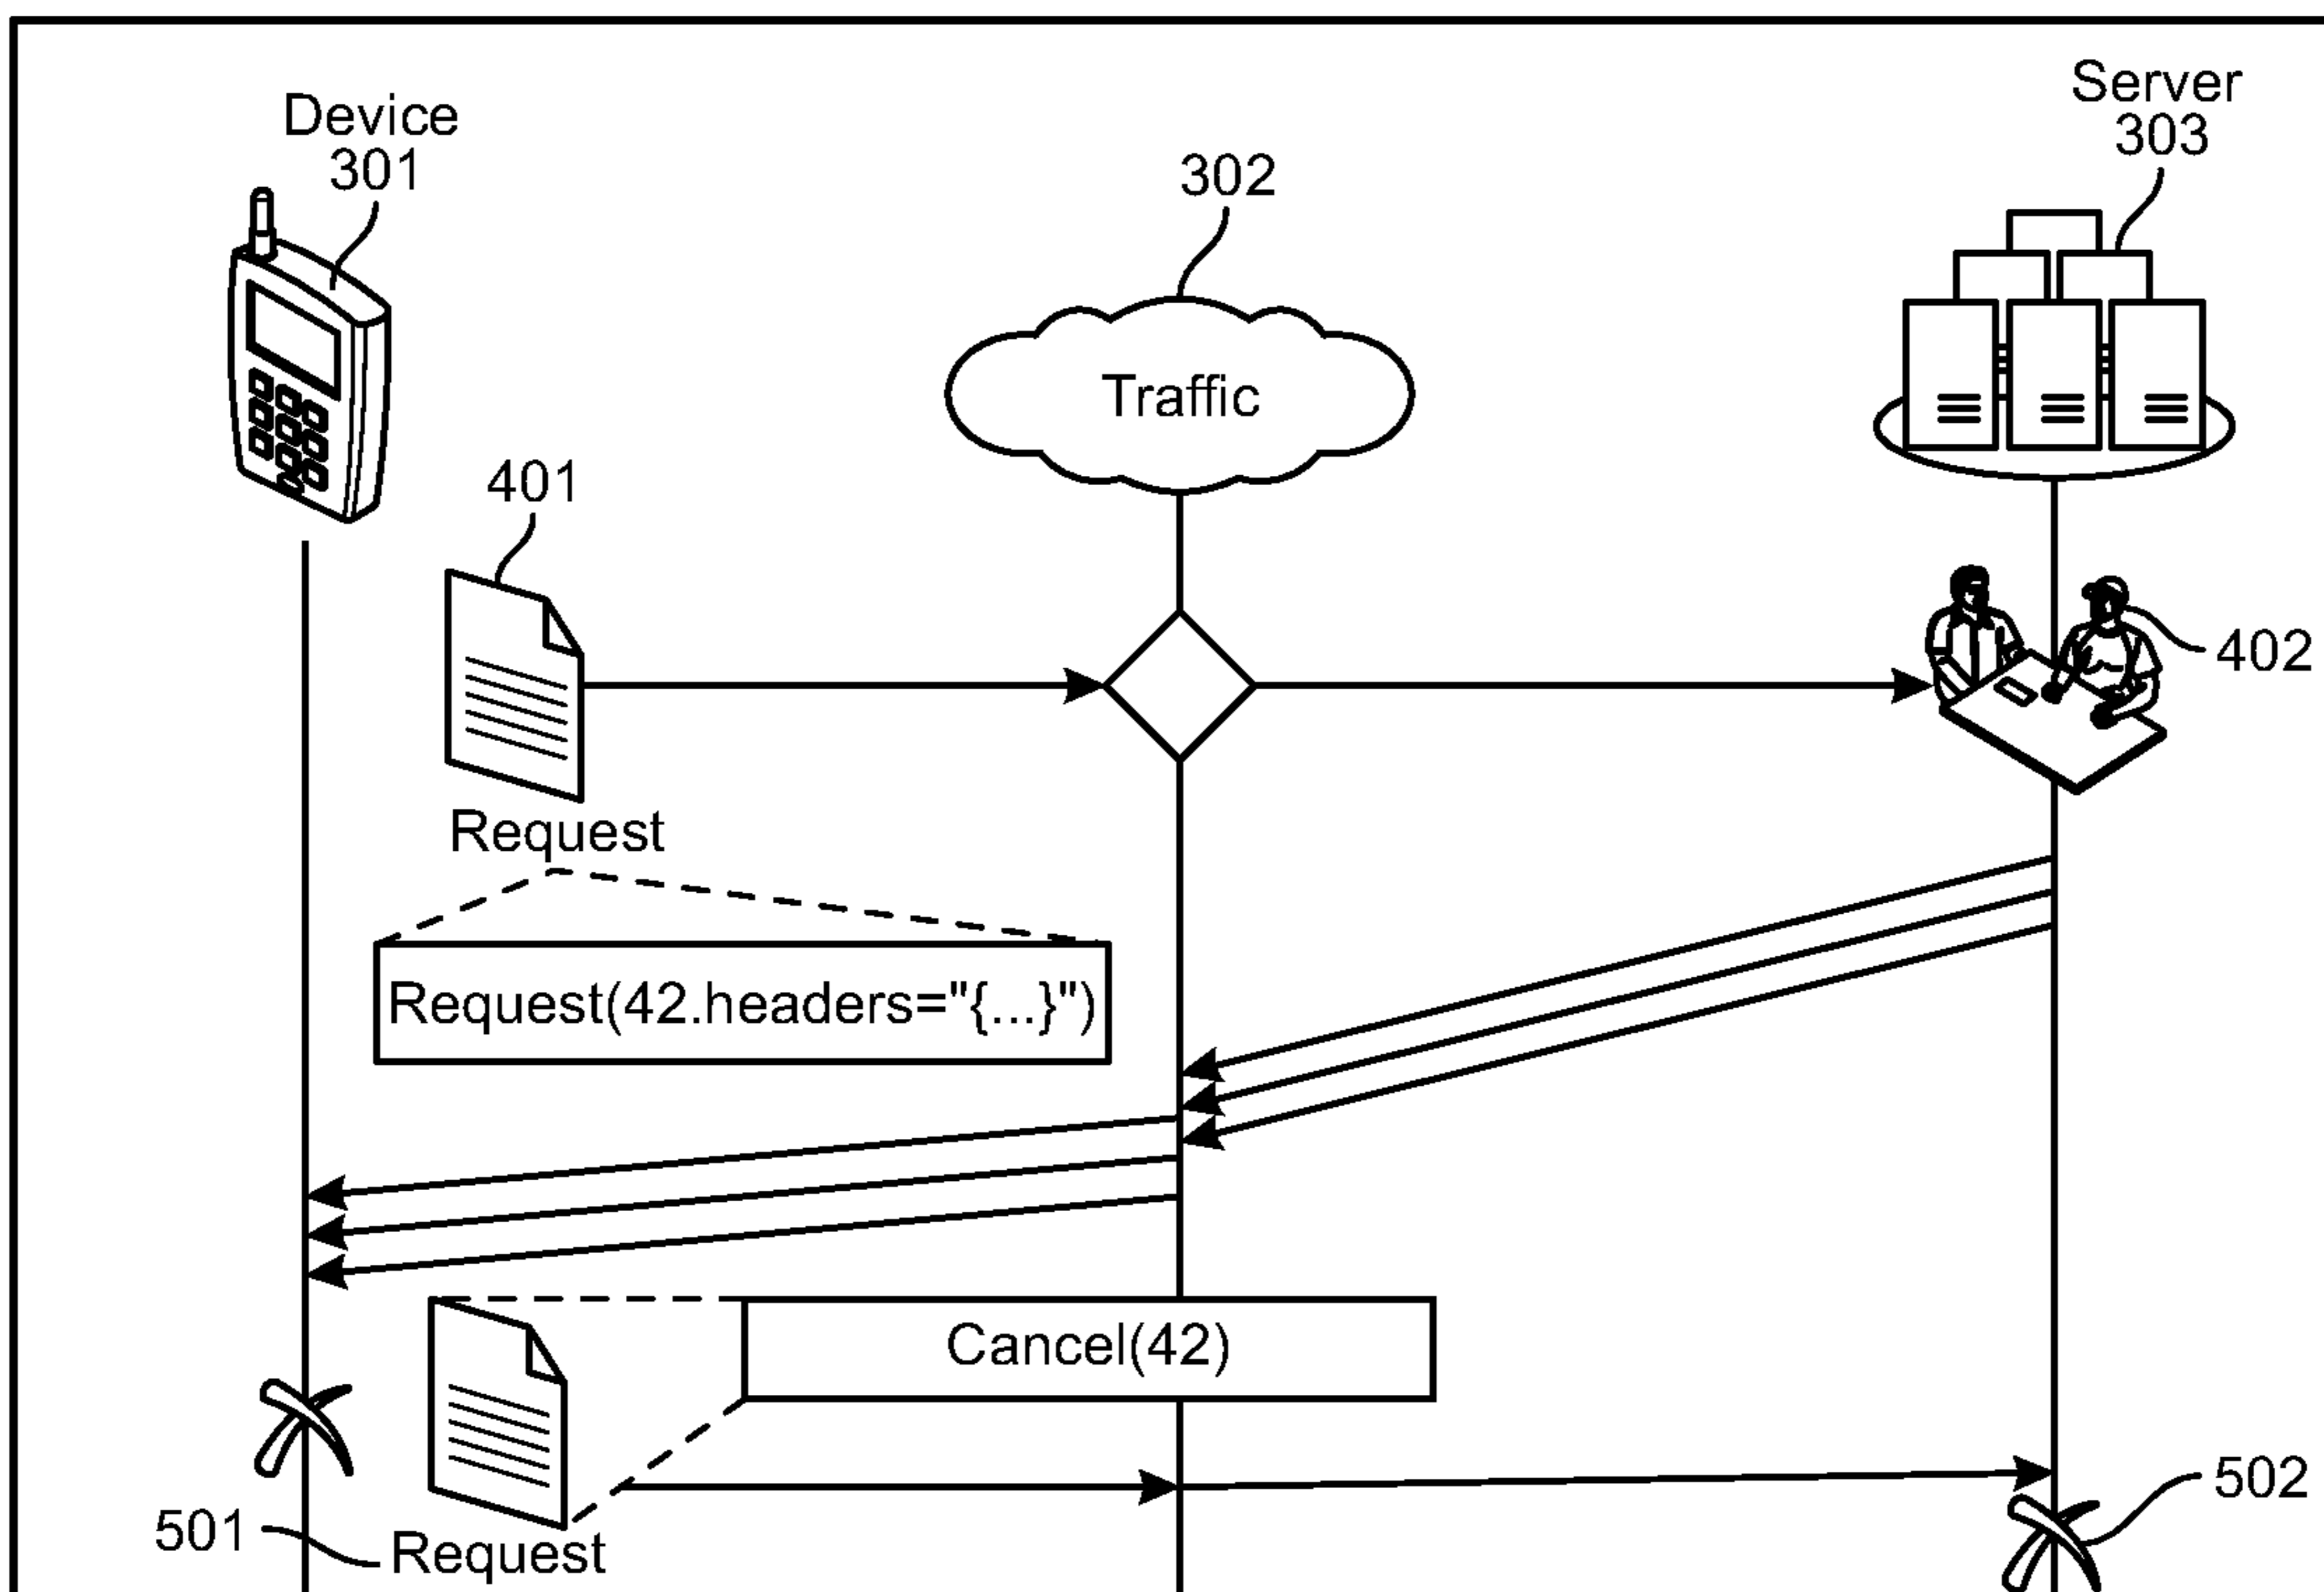 Device
301
302
Server
303
Traffic
401
402
Request
Request(42.headers="{...}")
Cancel(42)
501
Request
502